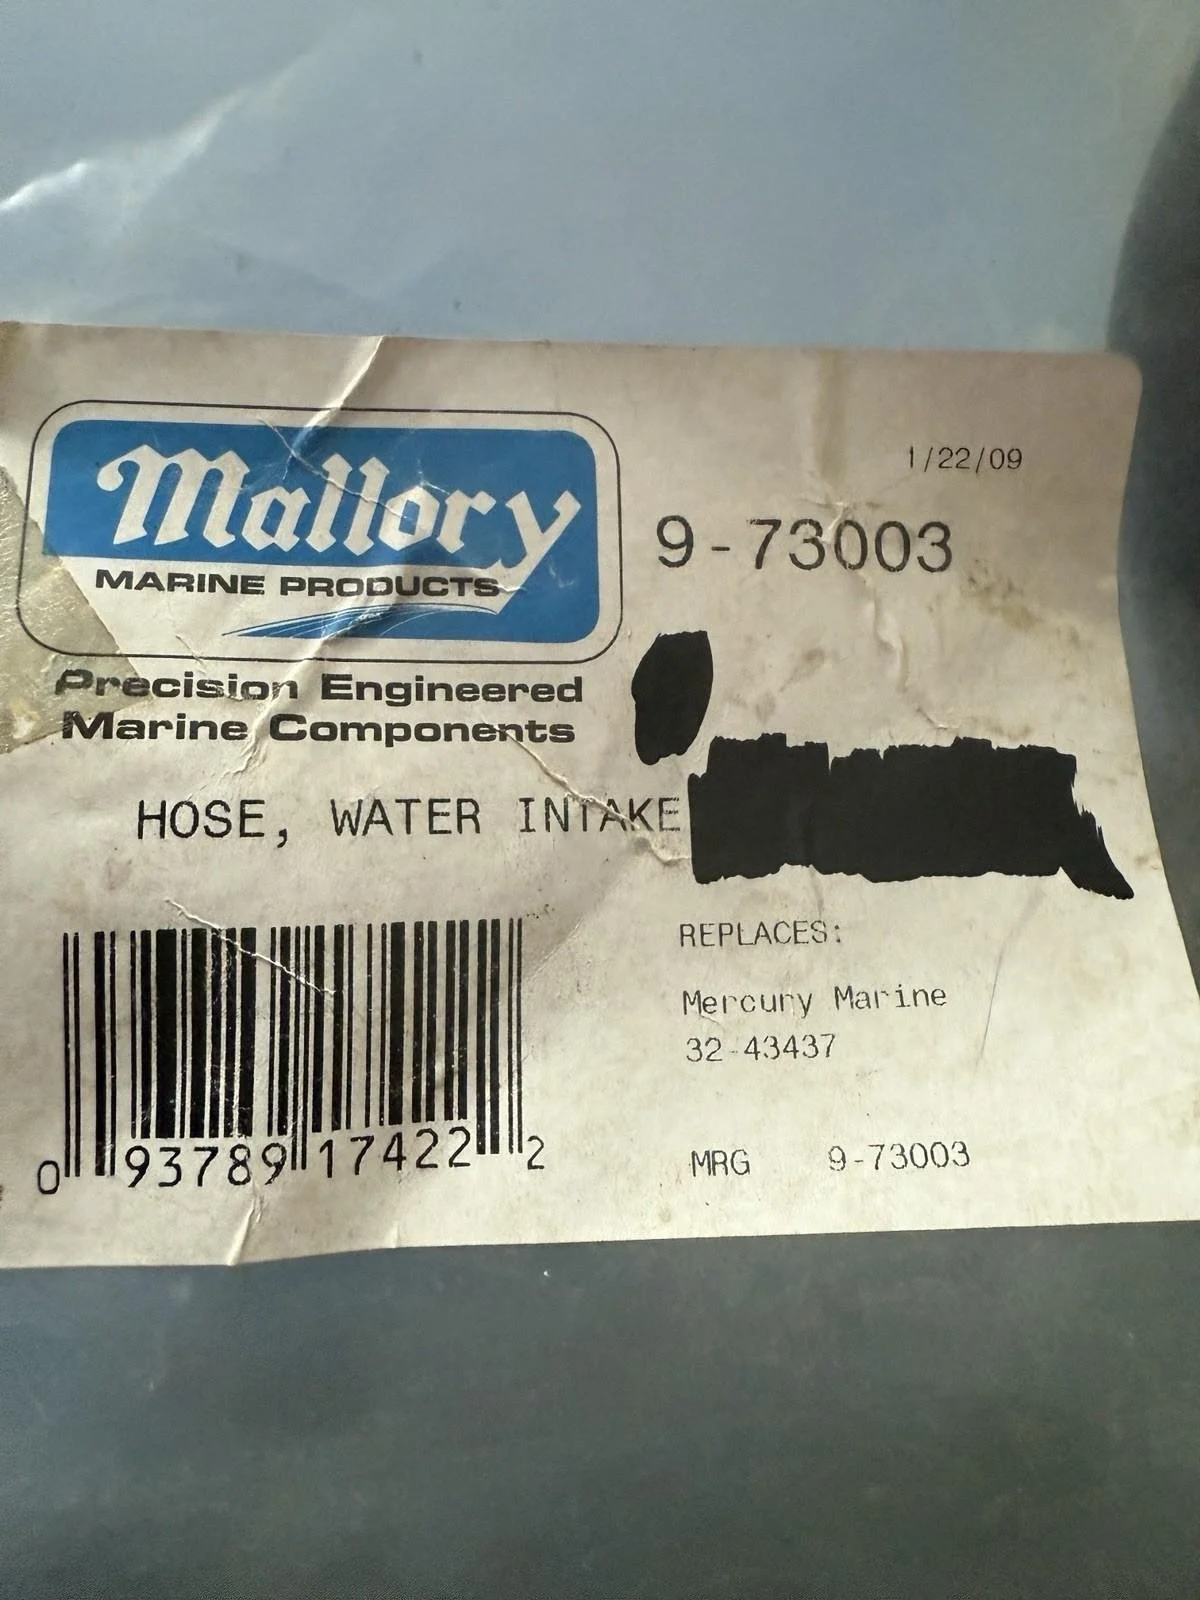 1/22/09
Mallory
MARINE PRODUCTS
9-73003
Precision Engineered
Marine Components
HOSE, WATER INTAKE
REPLACES:
Mercury Marine
32-43437
MRG 9-73003
0 93789 17422 2